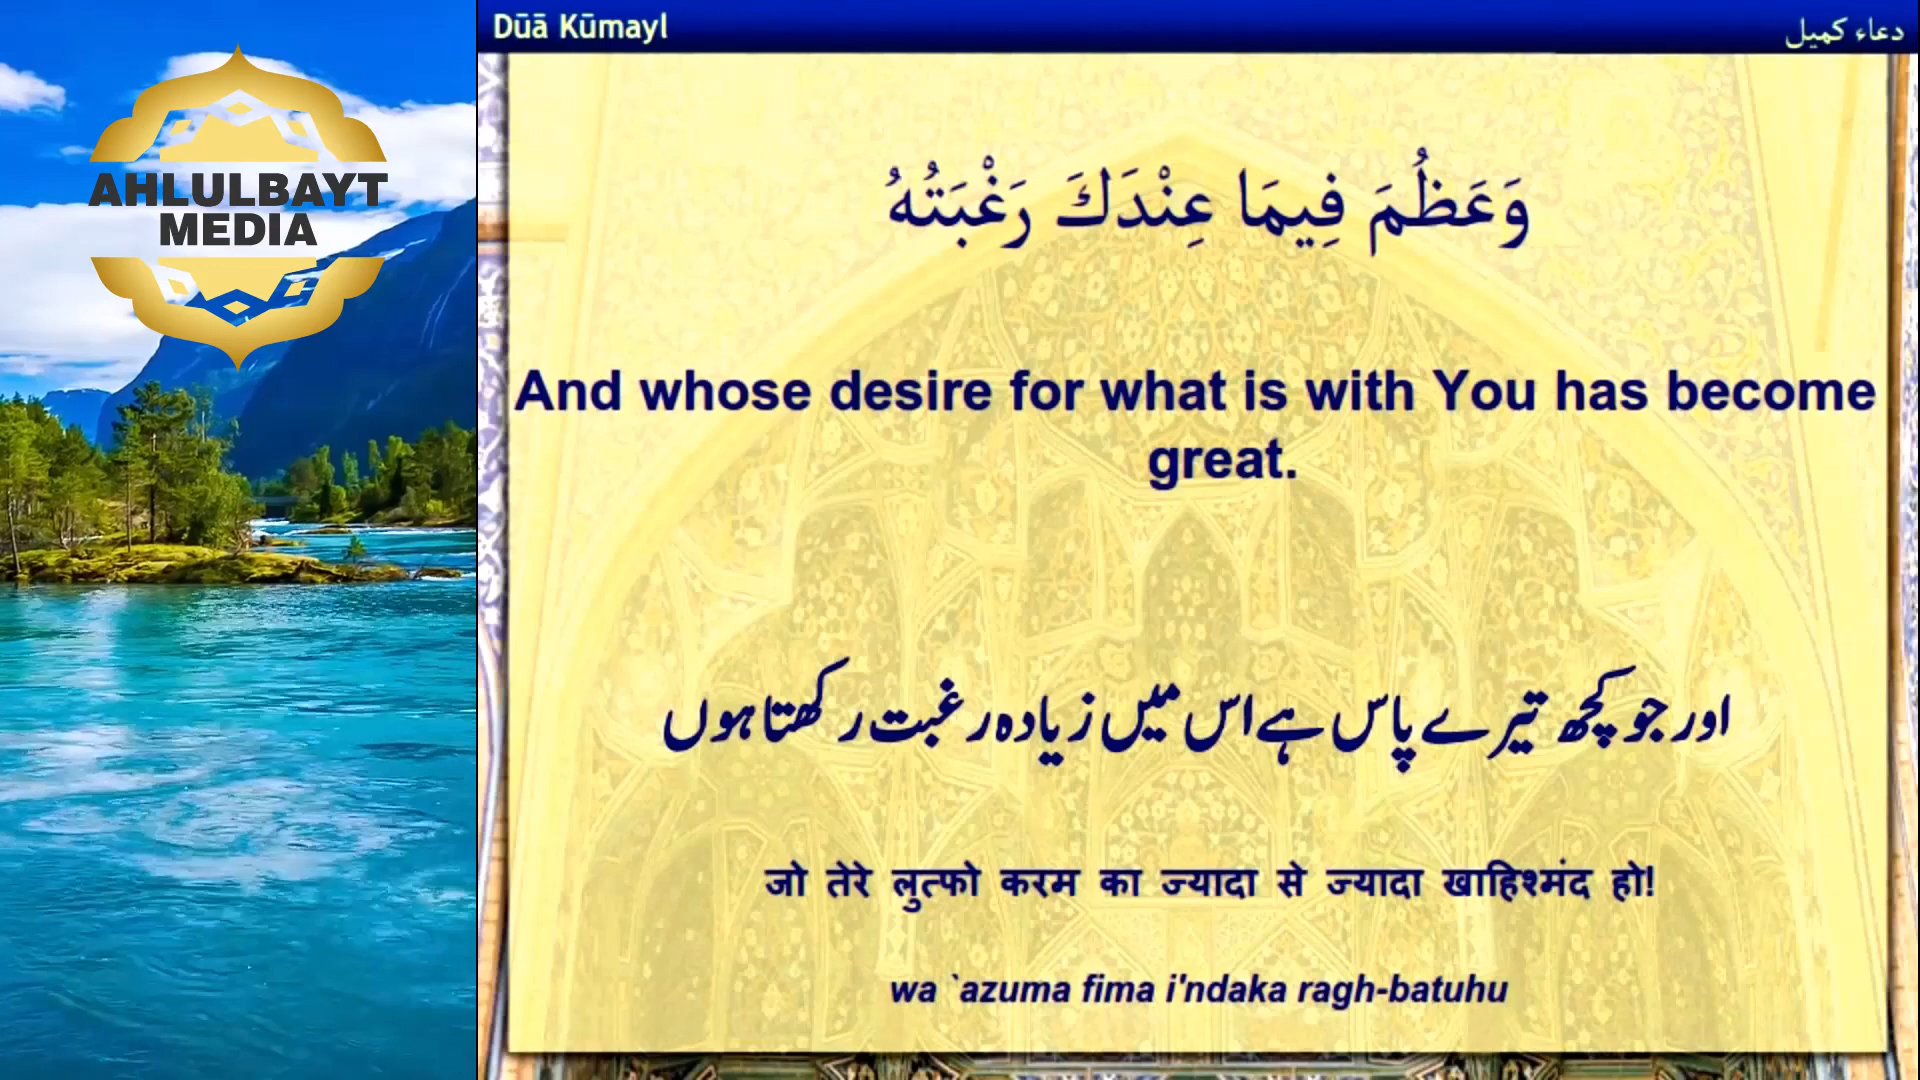 AHLULBAYT
MEDIA
Dūā Kūmayl
دعاء كميل
وَعَظُمَ فِيمَا عِنْدَكَ رَغْبَتُهُ
And whose desire for what is with You has become
great.
اور جو کچھ تیرے پاس ہے اس میں زیادہ رغبت رکھتا ہوں
जो तेरे लुत्फो करम का ज्यादा से ज्यादा खाहिश्मंद हो!
wa `azuma fima i'ndaka ragh-batuhu